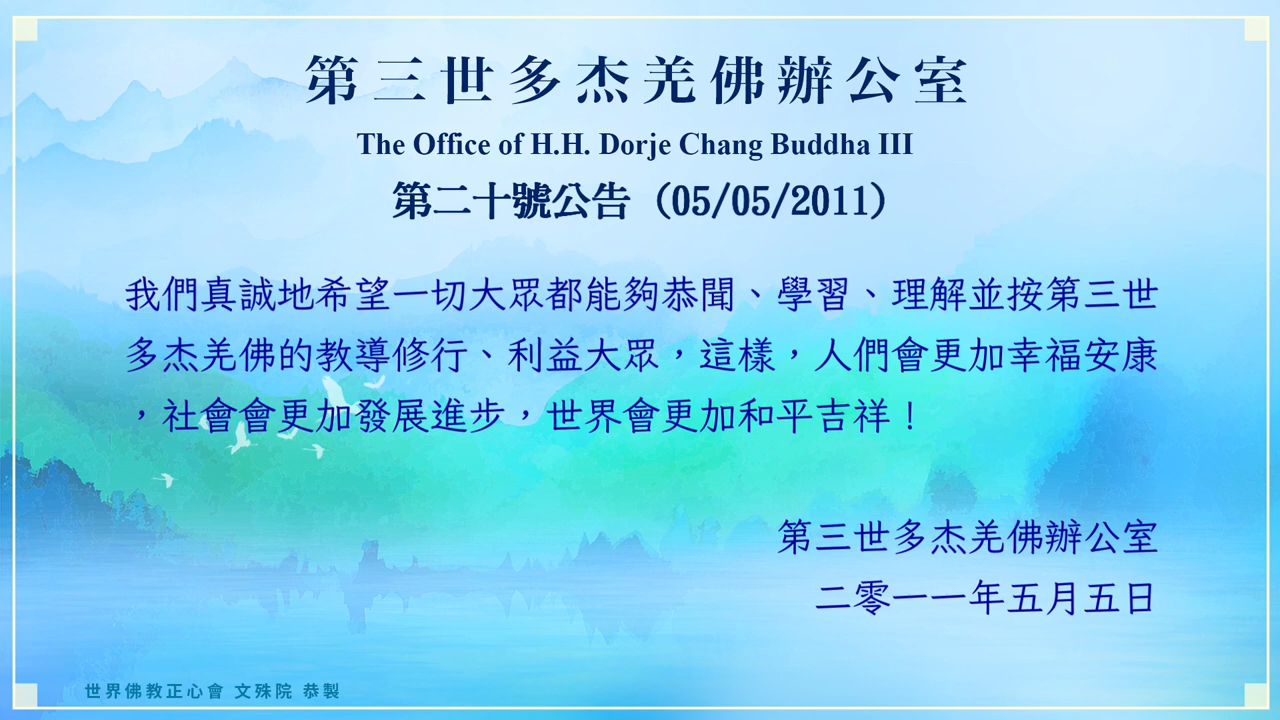 第三世多杰羌佛辦公室
The Office of H.H. Dorje Chang Buddha III
第二十號公告（05/05/2011）
我們真誠地希望一切大眾都能夠恭聞、學習、理解並按第三世
多杰羌佛的教導修行、利益大眾，這樣，人們會更加幸福安康
，社會會更加發展進步，世界會更加和平吉祥！
第三世多杰羌佛辦公室
二零一一年五月五日
世界佛教正心會 文殊院 恭製